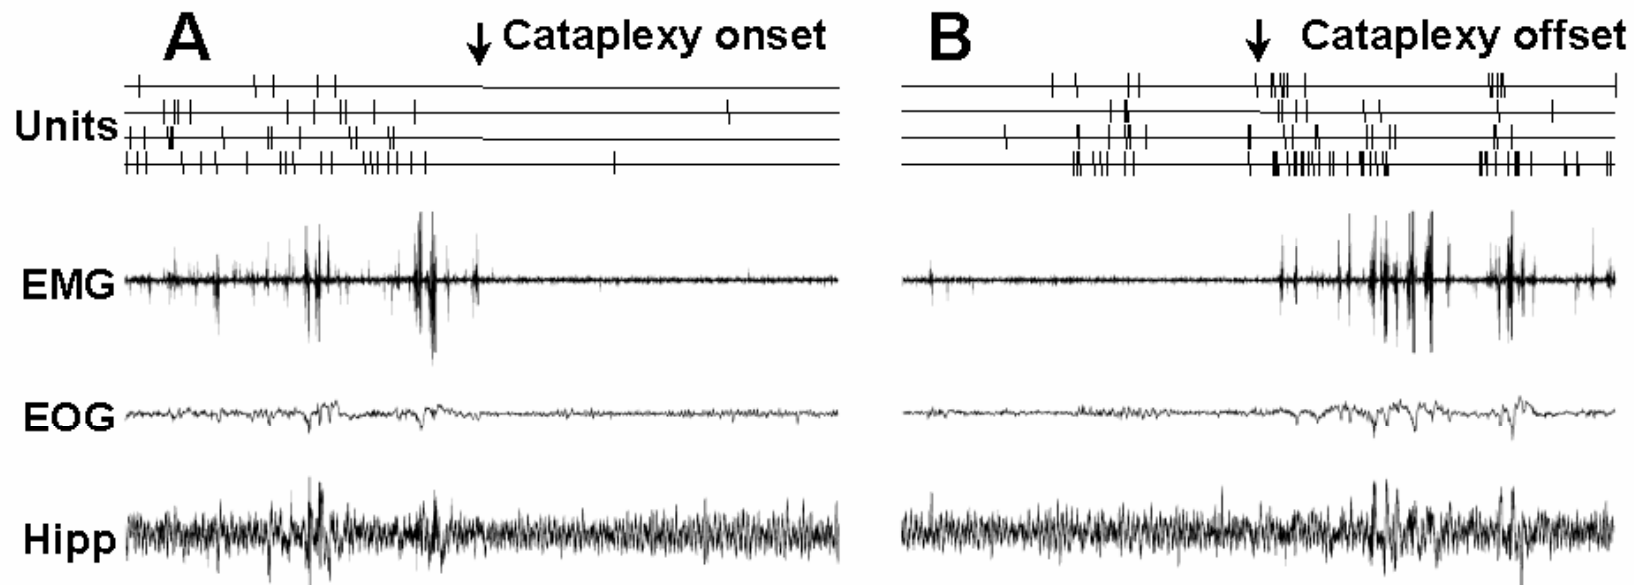 A
↓ Cataplexy onset
B
↓ Cataplexy offset
Units
EMG
EOG
Hipp